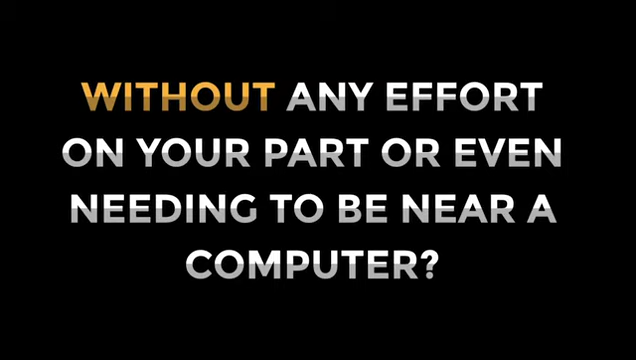 WITHOUT ANY EFFORT
ON YOUR PART OR EVEN
NEEDING TO BE NEAR A
COMPUTER?